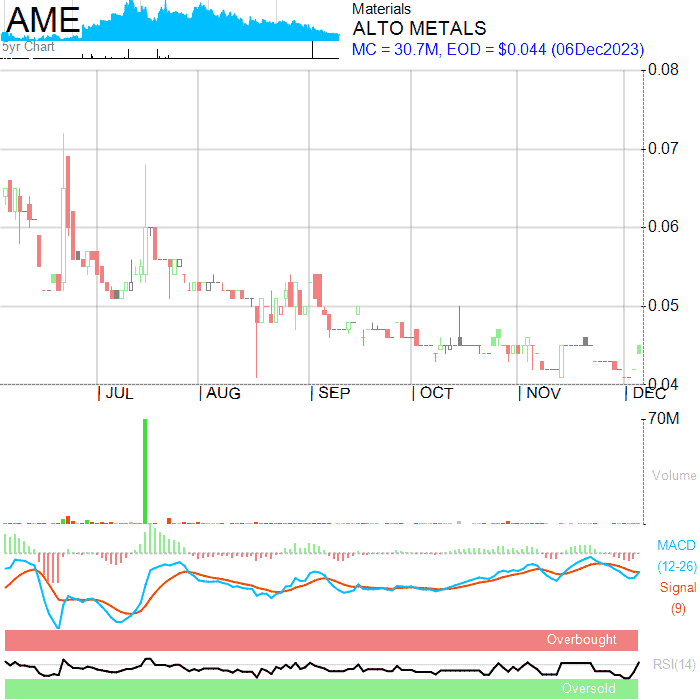 AME
5yr Chart
Materials
ALTO METALS
MC = 30.7M, EOD = $0.044 (06Dec2023)
0.08
0.07
0.06
0.05
0.04
JUL AUG SEP OCT NOV DEC
70M
Volume
MACD
(12-26)
Signal
(9)
Overbought
RSI(14)
Oversold